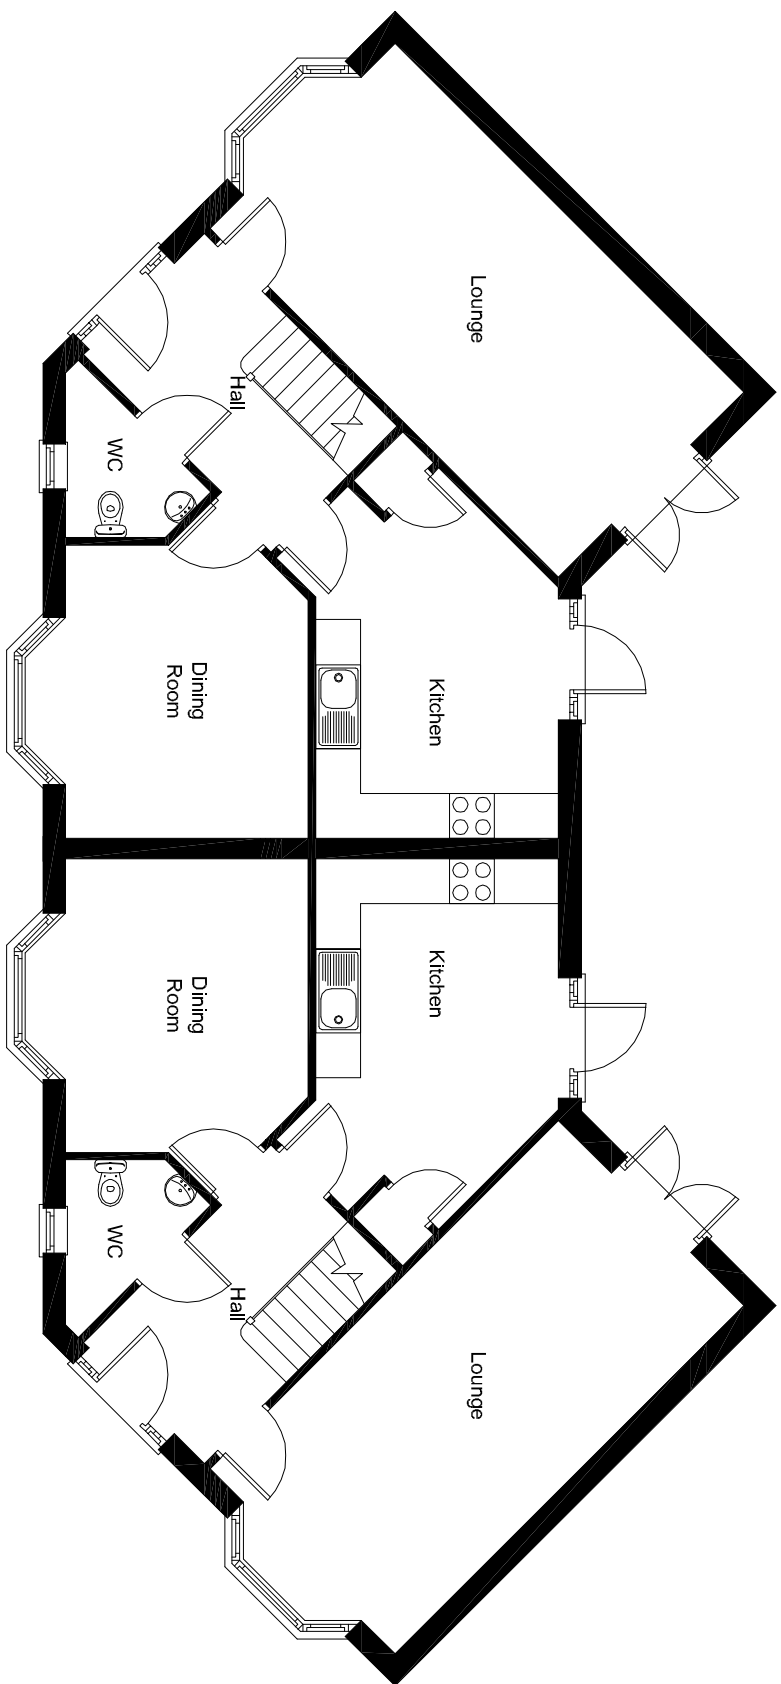 Lounge
Hall
WC
Dining
Room
Kitchen
Kitchen
Dining
Room
WC
Hall
Lounge